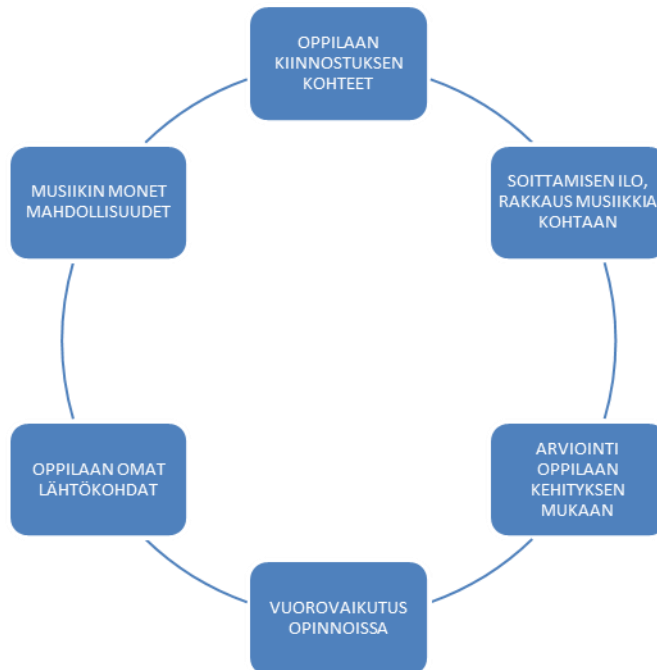 OPPILAAN
KIINNOSTUKSEN
KOHTEET
SOITTAMISEN ILO,
RAKKAUS MUSIIKKIA
KOHTAAN
ARVIOINTI
OPPILAAN
KEHITYKSEN
MUKAAN
VUOROVAIKUTUS
OPINNOISSA
OPPILAAN OMAT
LÄHTÖKOHDAT
MUSIIKIN MONET
MAHDOLLISUUDET